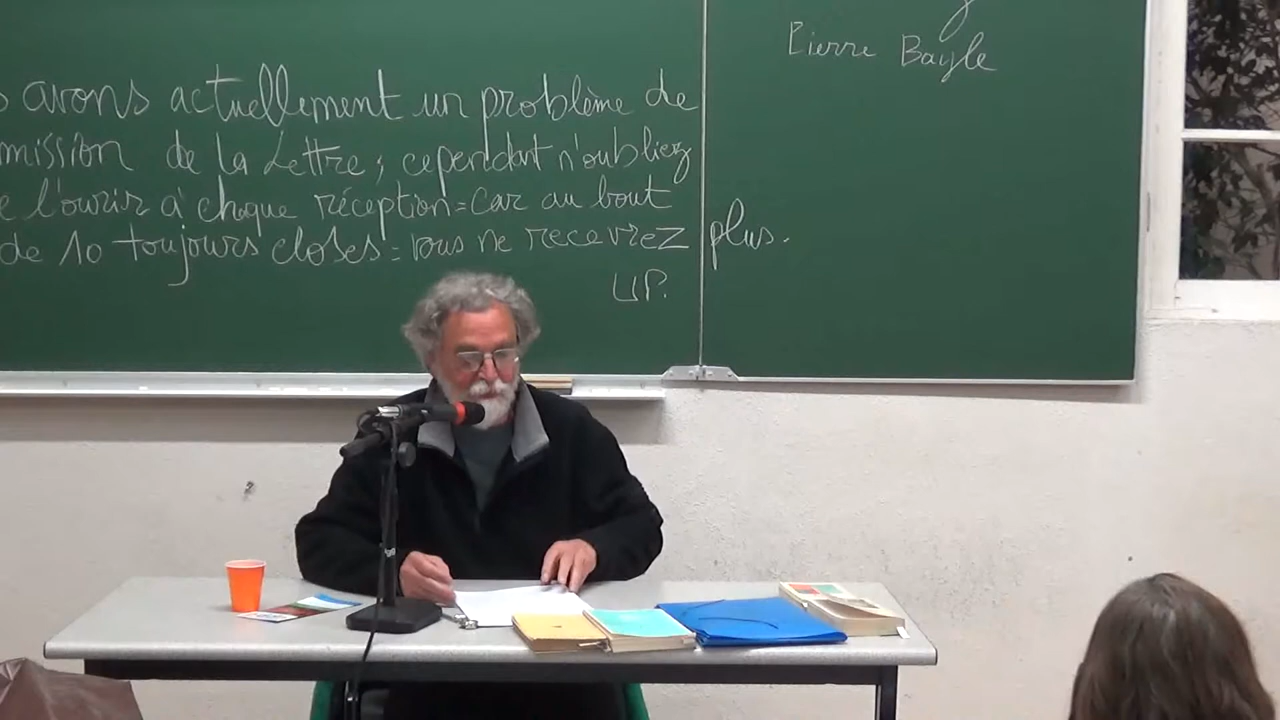 Pierre Bayle
s avons actuellement un problème de
mission de la Lettre ; cependant n'oubliez
e l'ouvrir à chaque réception = car au bout
de 10 toujours closes = vous ne recevrez plus.
UP.